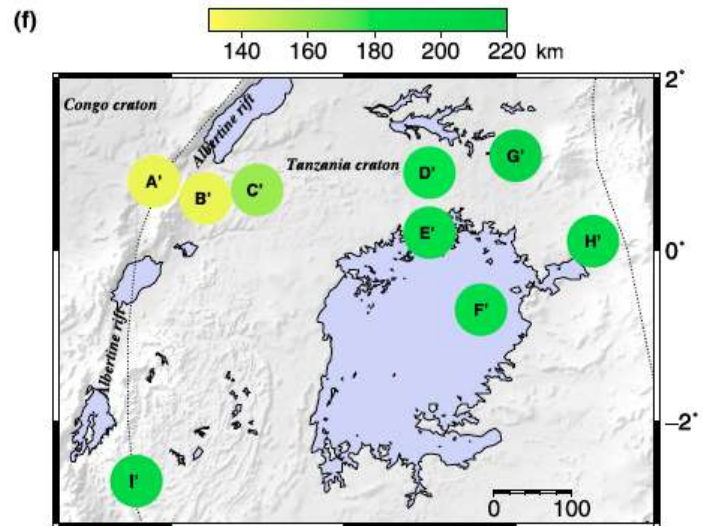 (f)
140 160 180 200 220 km
2°
Congo craton
Albertine rift
Tanzania craton
G'
D'
A'
B'
C'
E'
H'
0°
F'
Albertine rift
−2°
I'
0 100